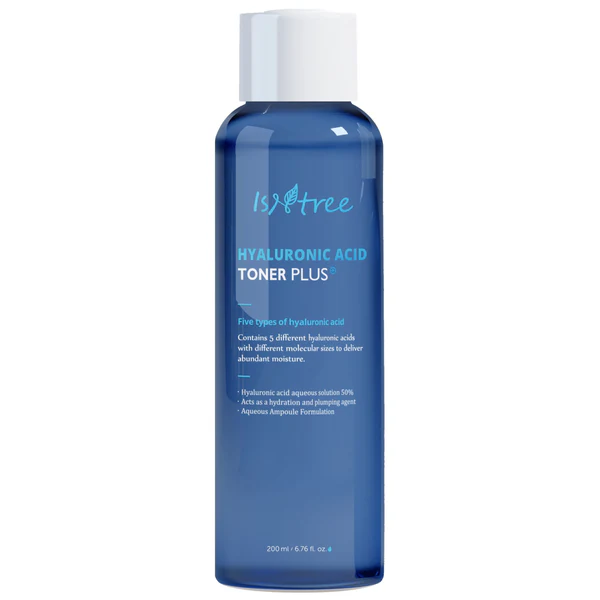 Isntree
HYALURONIC ACID
TONER PLUS
Five types of hyaluronic acid
Contains 5 different hyaluronic acids
with different molecular sizes to deliver
abundant moisture.
· Hyaluronic acid aqueous solution 50%
· Acts as a hydration and plumping agent
· Aqueous Ampoule Formulation
200 ml / 6.76 fl. oz.